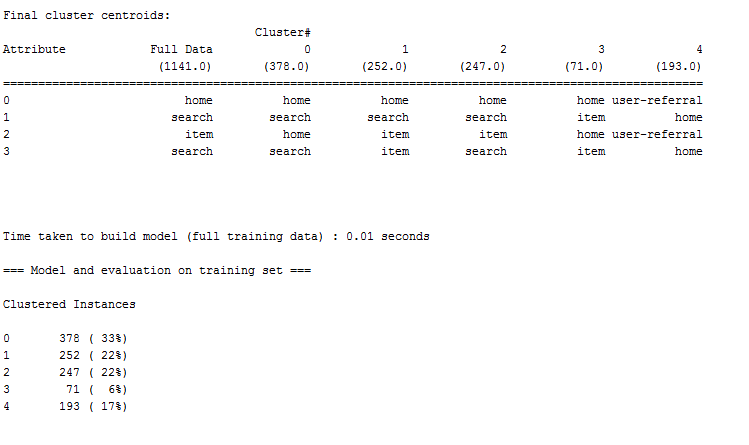 Final cluster centroids:
Cluster#
Attribute Full Data 0 1 2 3 4
(1141.0) (378.0) (252.0) (247.0) (71.0) (193.0)
====================================================================================================
0 home home home home home user-referral
1 search search search search item home
2 item home item item home user-referral
3 search search item search item home
Time taken to build model (full training data) : 0.01 seconds
=== Model and evaluation on training set ===
Clustered Instances
0 378 ( 33%)
1 252 ( 22%)
2 247 ( 22%)
3 71 ( 6%)
4 193 ( 17%)